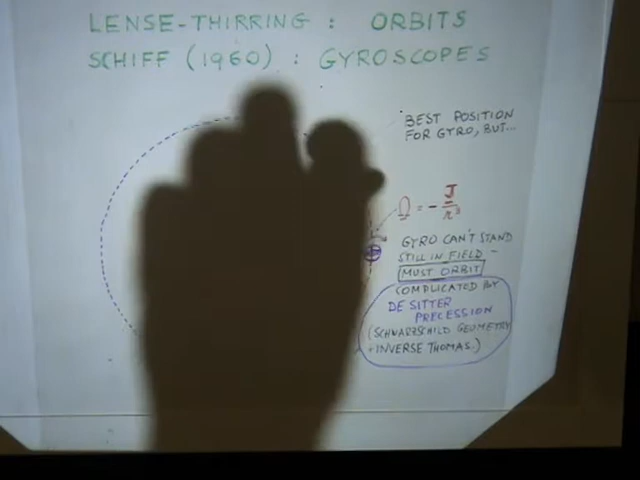 LENSE-THIRRING : ORBITS
SCHIFF (1960) : GYROSCOPES
BEST POSITION
FOR GYRO, BUT...
Ω = - J/r³
GYRO CAN'T STAND
STILL IN FIELD -
MUST ORBIT
COMPLICATED BY
DE SITTER
PRECESSION
(SCHWARZSCHILD GEOMETRY
+ INVERSE THOMAS.)